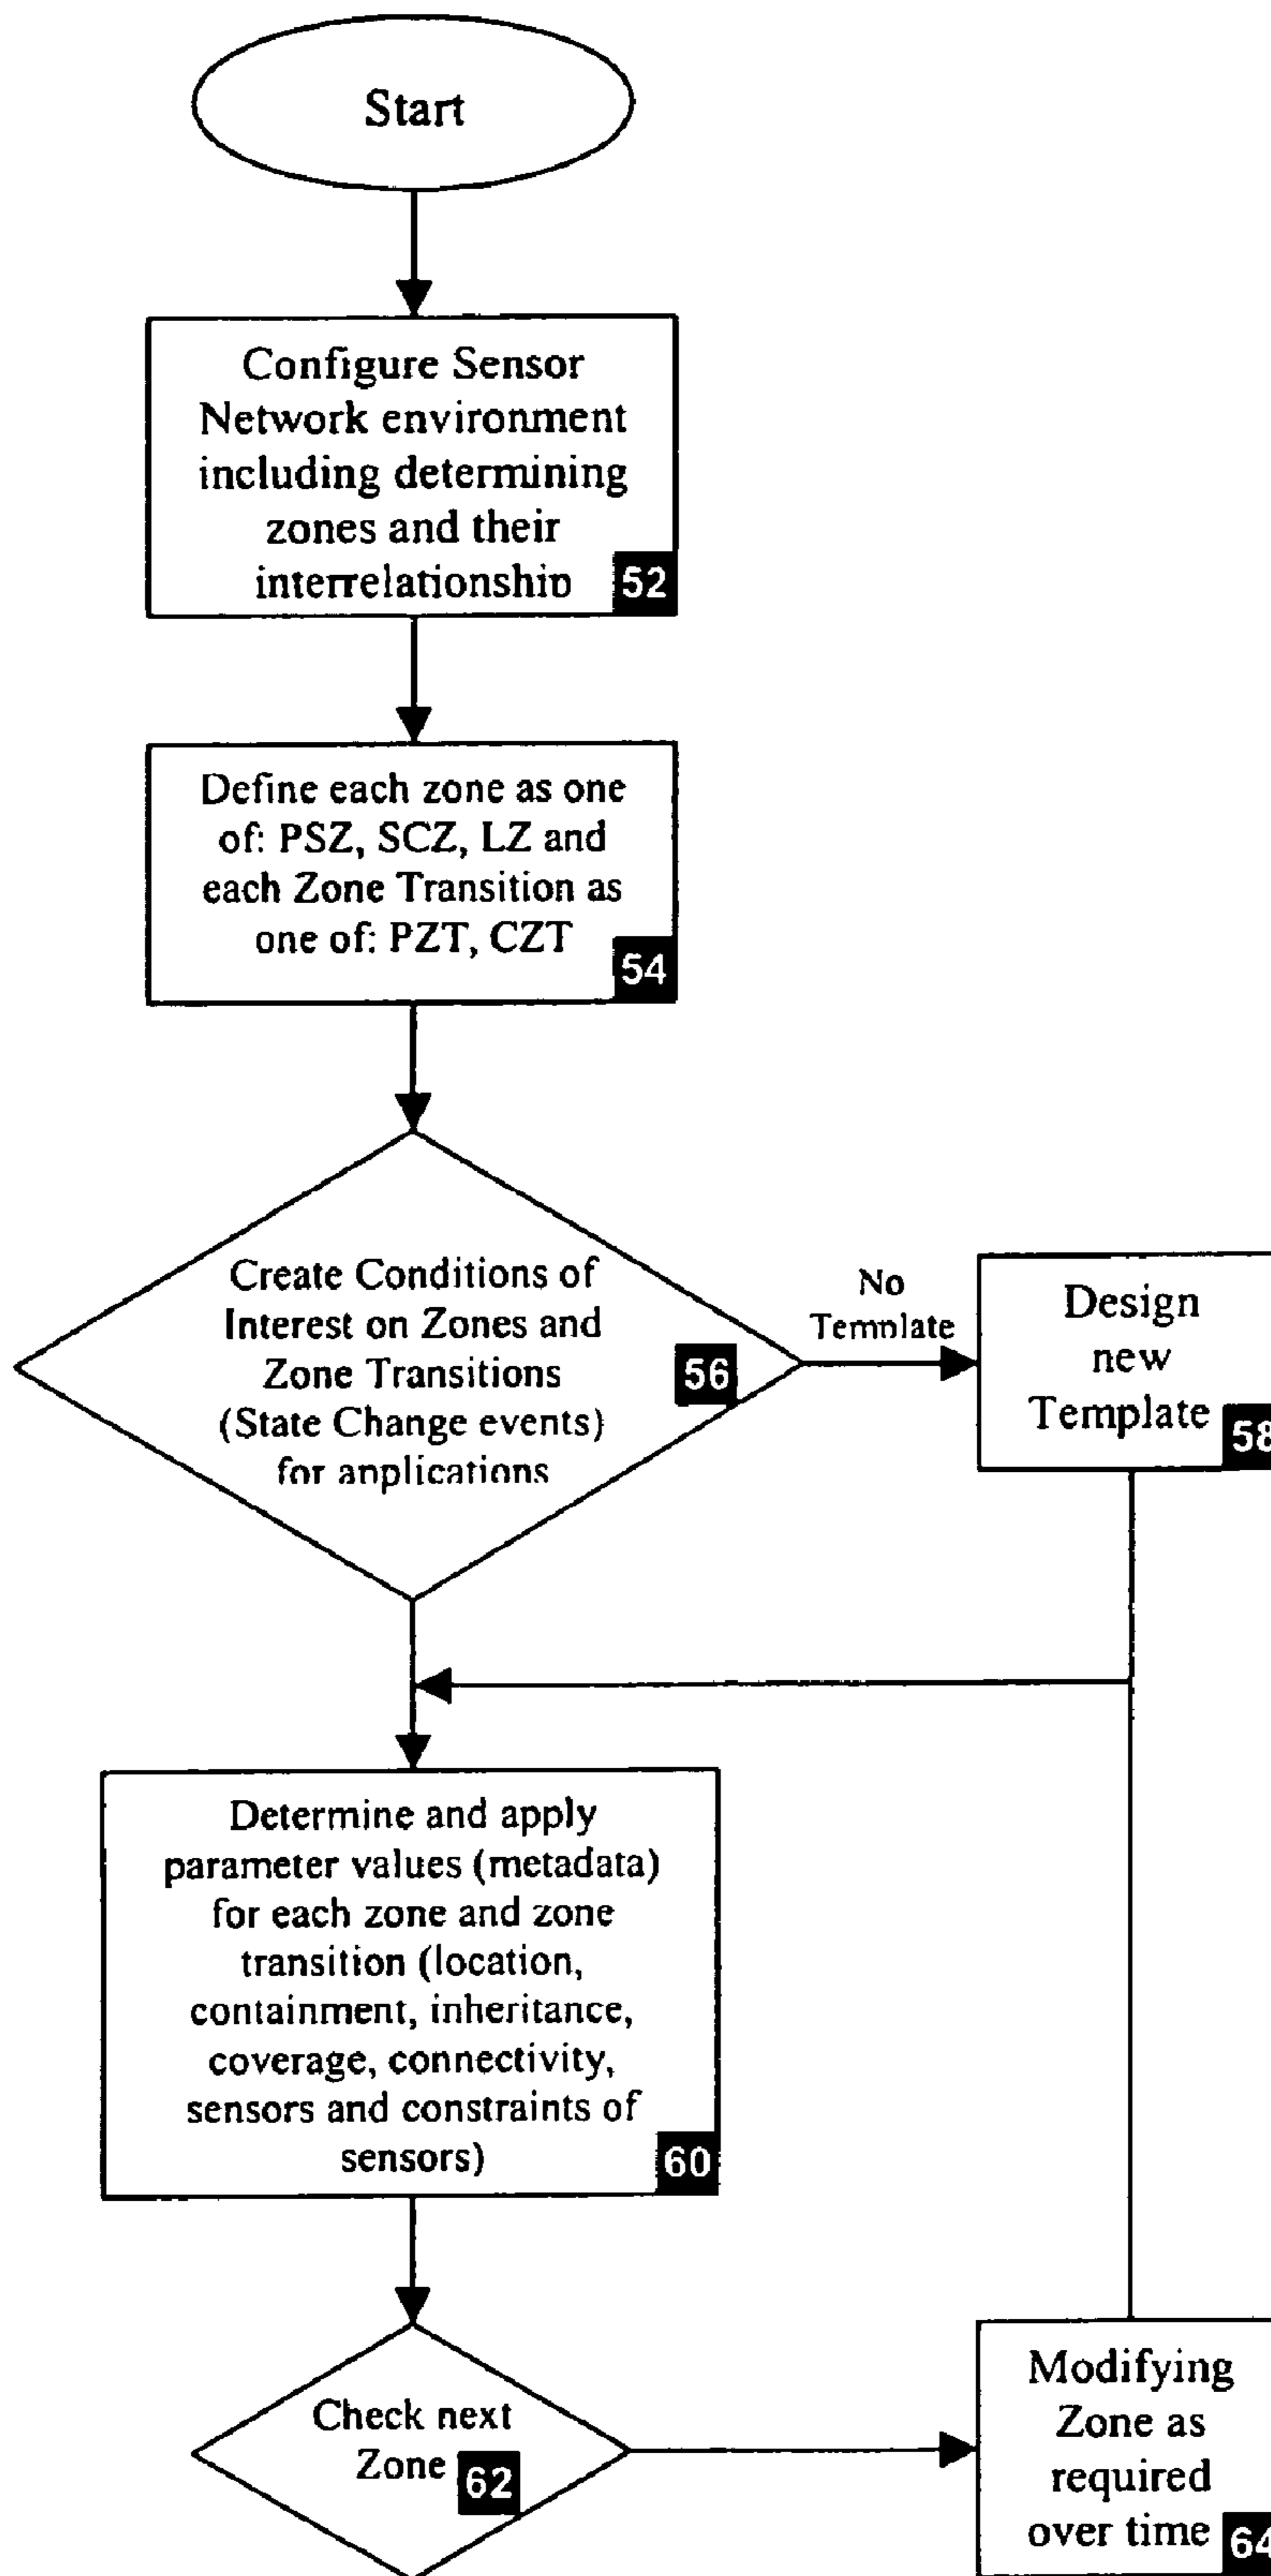 Start
Configure Sensor
Network environment
including determining
zones and their
interrelationship 52
Define each zone as one
of: PSZ, SCZ, LZ and
each Zone Transition as
one of: PZT, CZT
54
Create Conditions of
Interest on Zones and
Zone Transitions
(State Change events)
for applications
56
No
Template
Design
new
Template
58
Determine and apply
parameter values (metadata)
for each zone and zone
transition (location,
containment, inheritance,
coverage, connectivity,
sensors and constraints of
sensors)
60
Check next
Zone 62
Modifying
Zone as
required
over time 64